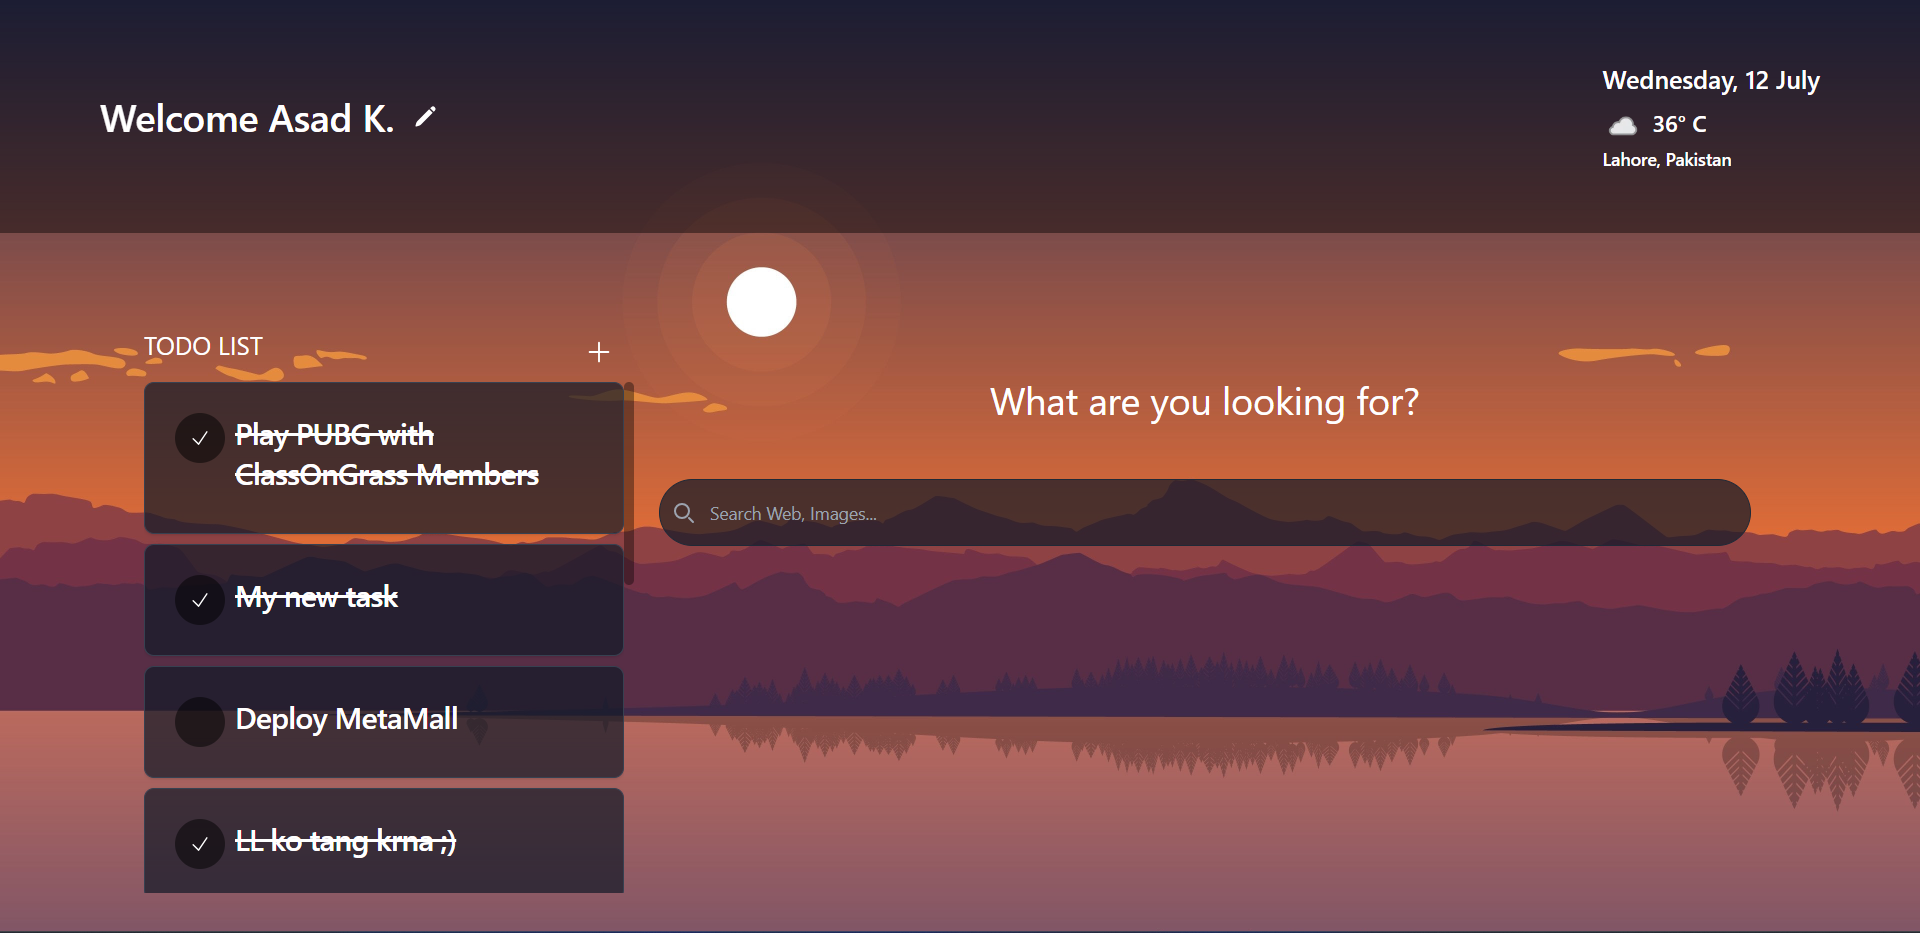 Welcome Asad K.
Wednesday, 12 July
36° C
Lahore, Pakistan
TODO LIST
Play PUBG with
ClassOnGrass Members
My new task
Deploy MetaMall
LL ko tang krna ;)
What are you looking for?
Search Web, Images...